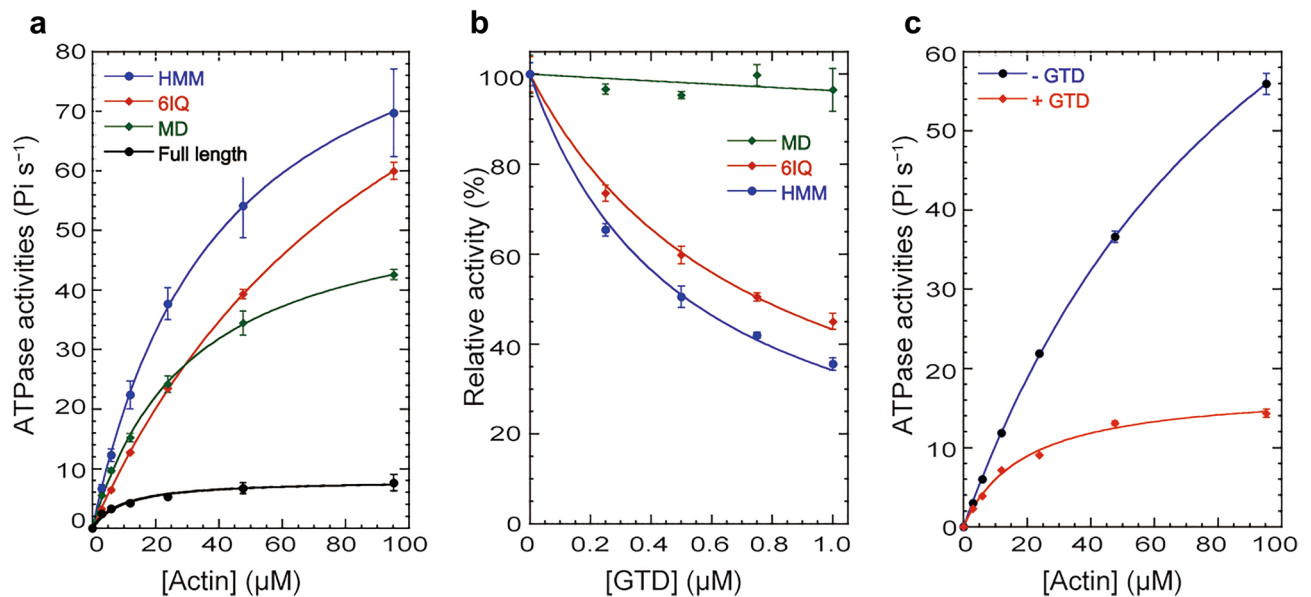 a
80
70
60
50
40
30
20
10
0
ATPase activities (Pi s⁻¹)
HMM
6IQ
MD
Full length
0 20 40 60 80 100
[Actin] (µM)
b
100
80
60
40
20
0
Relative activity (%)
MD
6IQ
HMM
0 0.2 0.4 0.6 0.8 1.0
[GTD] (µM)
c
60
50
40
30
20
10
0
ATPase activities (Pi s⁻¹)
- GTD
+ GTD
0 20 40 60 80 100
[Actin] (µM)